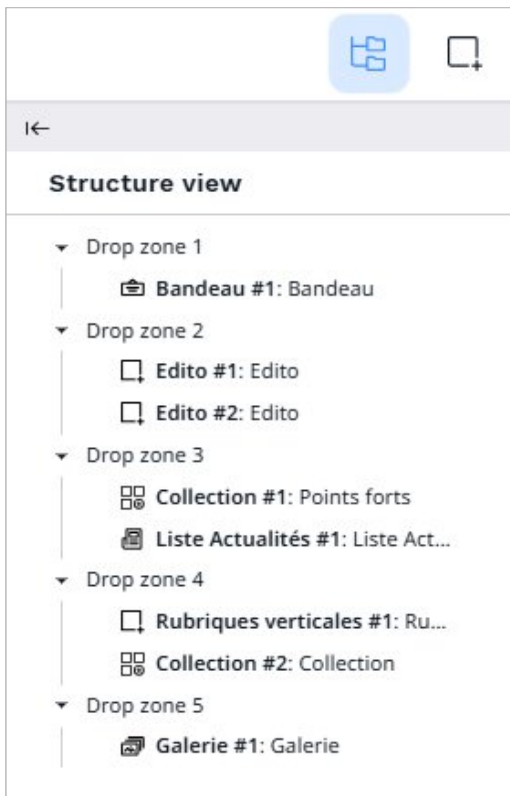 Structure view
Drop zone 1
Bandeau #1: Bandeau
Drop zone 2
Edito #1: Edito
Edito #2: Edito
Drop zone 3
Collection #1: Points forts
Liste Actualités #1: Liste Act...
Drop zone 4
Rubriques verticales #1: Ru...
Collection #2: Collection
Drop zone 5
Galerie #1: Galerie